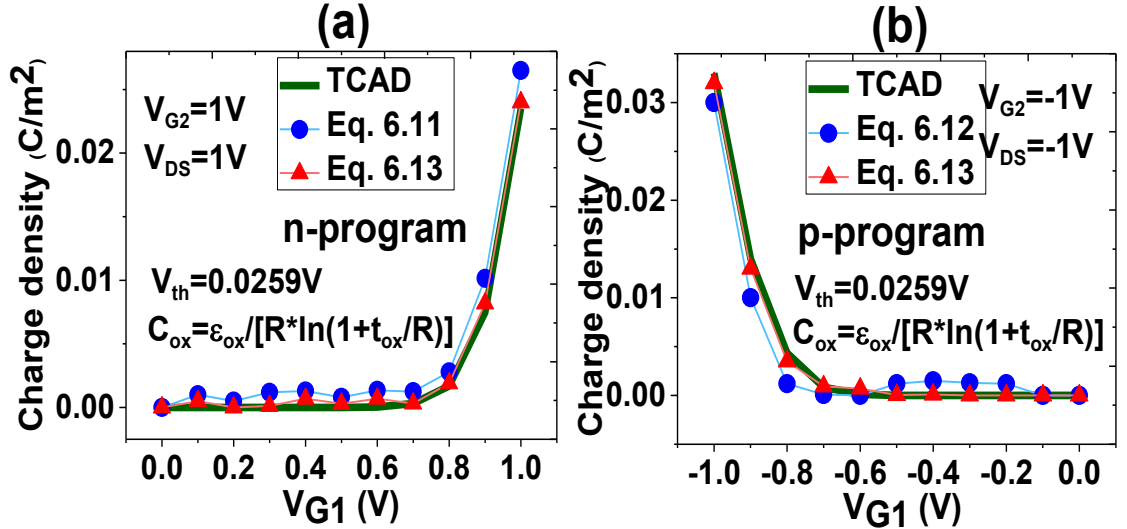 (a)
Charge density (C/m²)
0.02
0.01
0.00
V_G2=1V
V_DS=1V
TCAD
Eq. 6.11
Eq. 6.13
n-program
V_th=0.0259V
C_ox=ε_ox/[R*ln(1+t_ox/R)]
0.0 0.2 0.4 0.6 0.8 1.0
V_G1 (V)
(b)
Charge density (C/m²)
0.03
0.02
0.01
0.00
TCAD
Eq. 6.12
Eq. 6.13
V_G2=-1V
V_DS=-1V
p-program
V_th=0.0259V
C_ox=ε_ox/[R*ln(1+t_ox/R)]
-1.0 -0.8 -0.6 -0.4 -0.2 0.0
V_G1 (V)